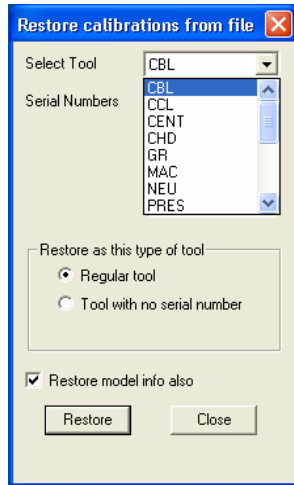 Restore calibrations from file
Select Tool CBL
Serial Numbers
CBL
CCL
CENT
CHD
GR
MAC
NEU
PRES
Restore as this type of tool
Regular tool
Tool with no serial number
Restore model info also
Restore Close